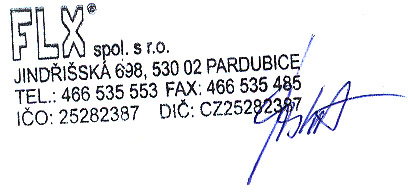 FLX® spol. s r.o.
JINDŘIŠSKÁ 698, 530 02 PARDUBICE
TEL.: 466 535 553 FAX: 466 535 485
IČO: 25282387 DIČ: CZ25282387